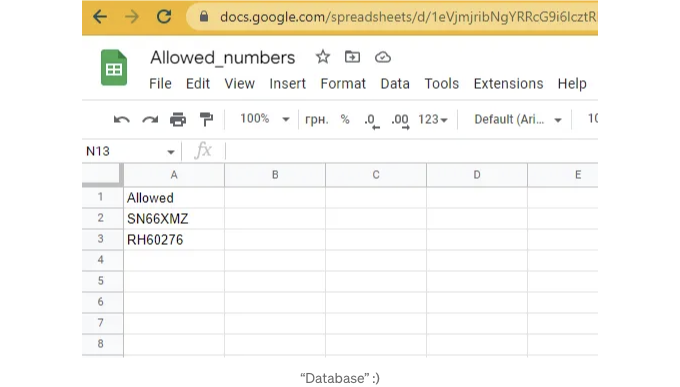 docs.google.com/spreadsheets/d/1eVjmjribNgYRRcG9i6IcztR
Allowed_numbers
File Edit View Insert Format Data Tools Extensions Help
100% грн. % .0 .00 123 Default (Ari... 10
N13 fx
A B C D E
1 Allowed
2 SN66XMZ
3 RH60276
4
5
6
7
8
“Database” :)